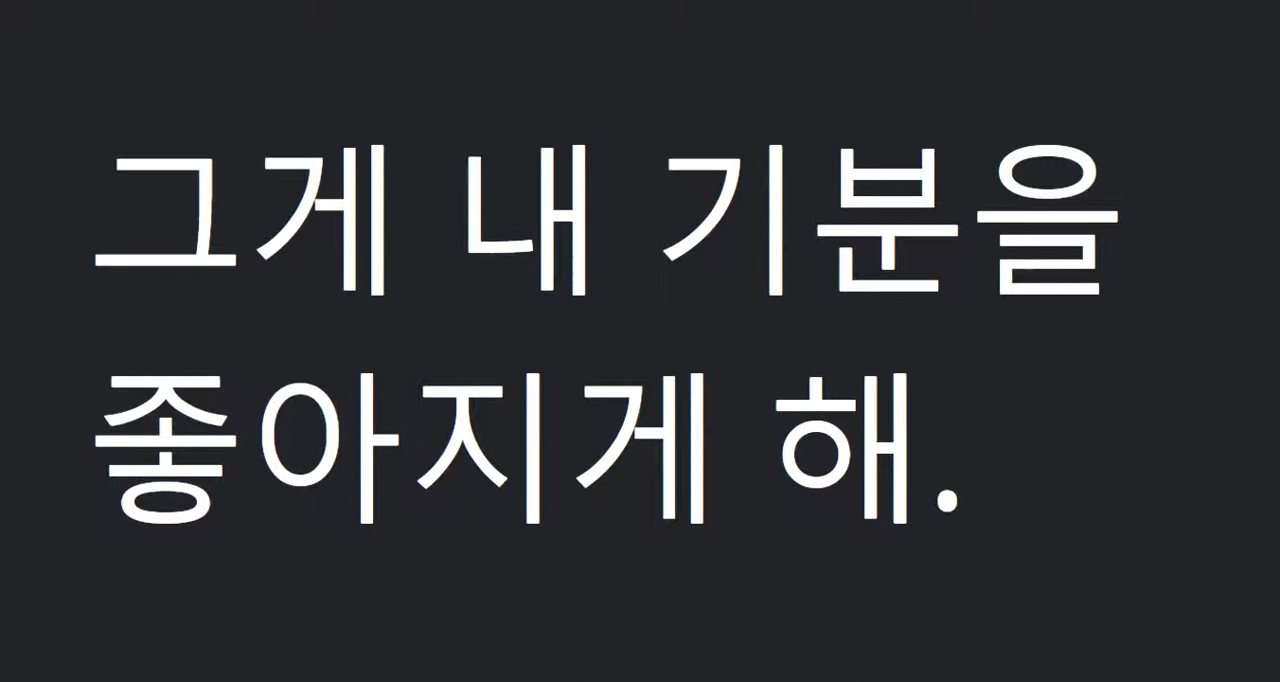 그게 내 기분을
좋아지게 해.